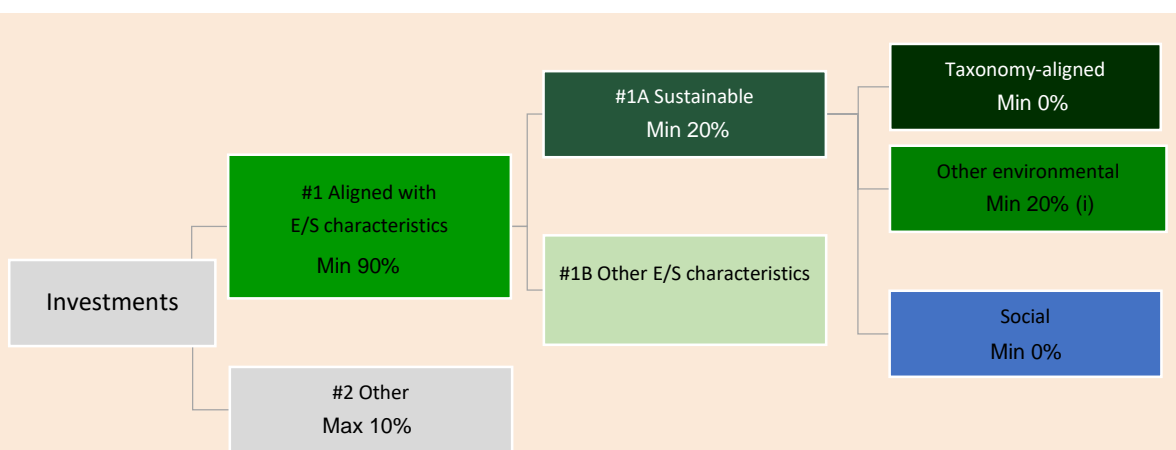 Investments
#1 Aligned with
E/S characteristics
Min 90%
#2 Other
Max 10%
#1A Sustainable
Min 20%
#1B Other E/S characteristics
Taxonomy-aligned
Min 0%
Other environmental
Min 20% (i)
Social
Min 0%